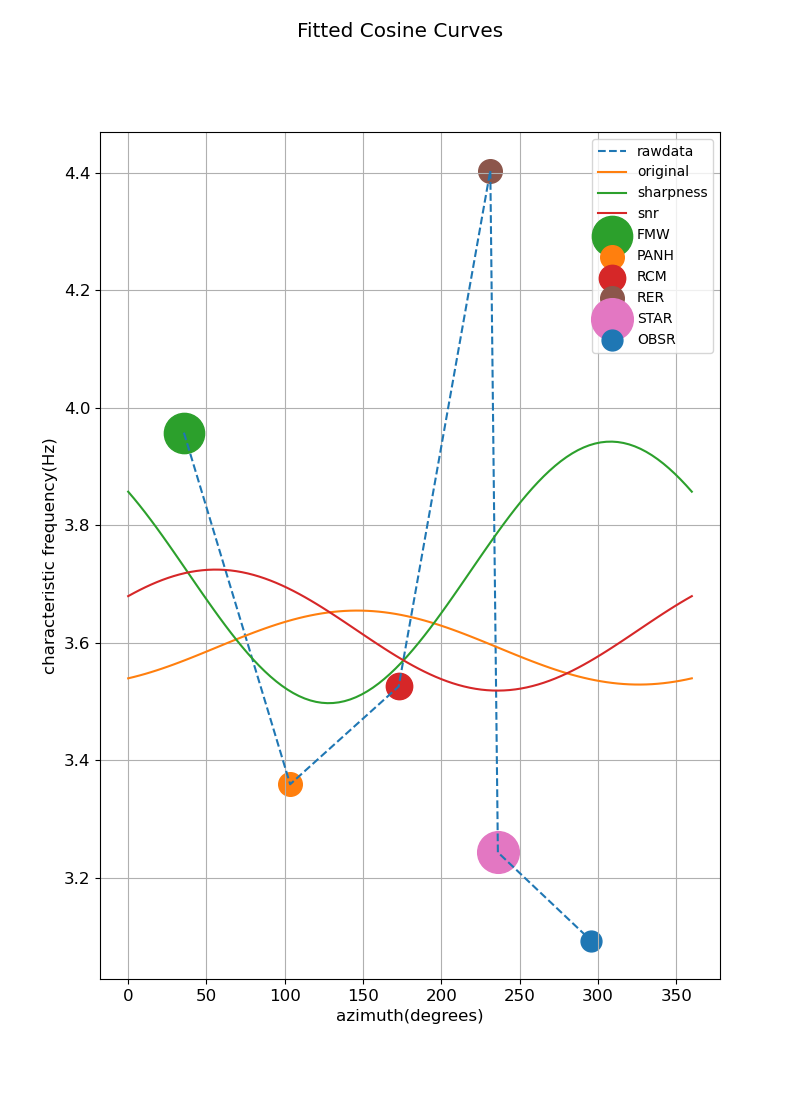 Fitted Cosine Curves
characteristic frequency(Hz)
4.4
4.2
4.0
3.8
3.6
3.4
3.2
rawdata
original
sharpness
snr
FMW
PANH
RCM
RER
STAR
OBSR
0 50 100 150 200 250 300 350
azimuth(degrees)